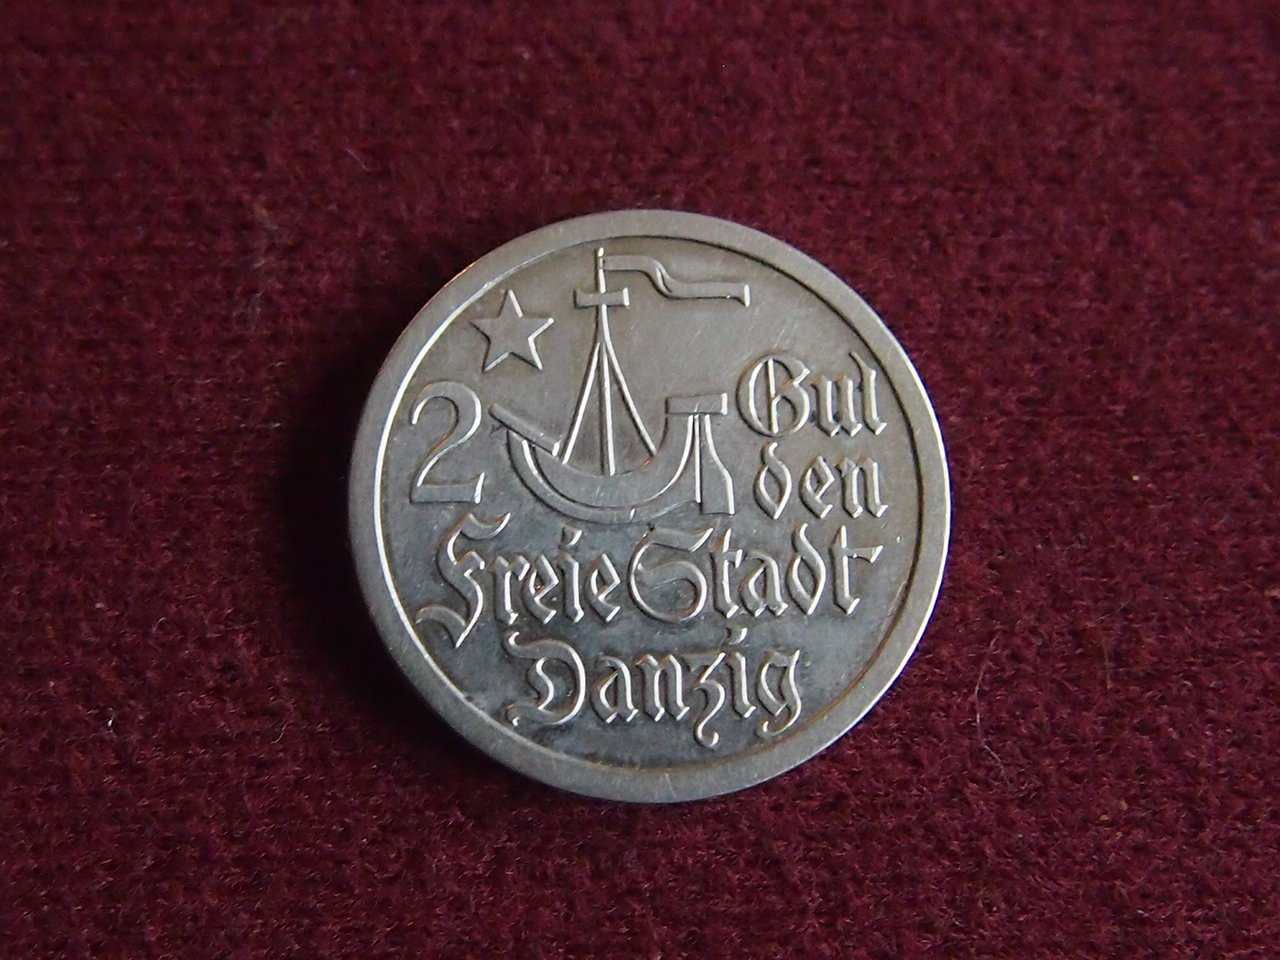 2 Gul
den
Freie Stadt
Danzig